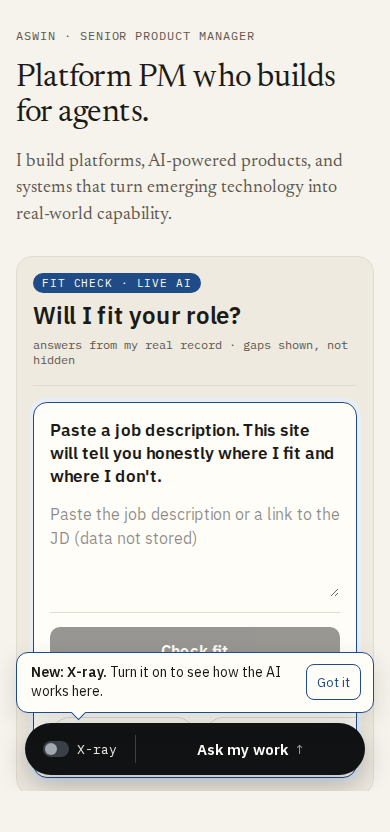 ASWIN · SENIOR PRODUCT MANAGER
Platform PM who builds
for agents.
I build platforms, AI-powered products, and
systems that turn emerging technology into
real-world capability.
FIT CHECK · LIVE AI
Will I fit your role?
answers from my real record · gaps shown, not
hidden
Paste a job description. This site
will tell you honestly where I fit and
where I don't.
Paste the job description or a link to the
JD (data not stored)
Check fit
New: X-ray. Turn it on to see how the AI
works here.
Got it
X-ray
Ask my work ↑